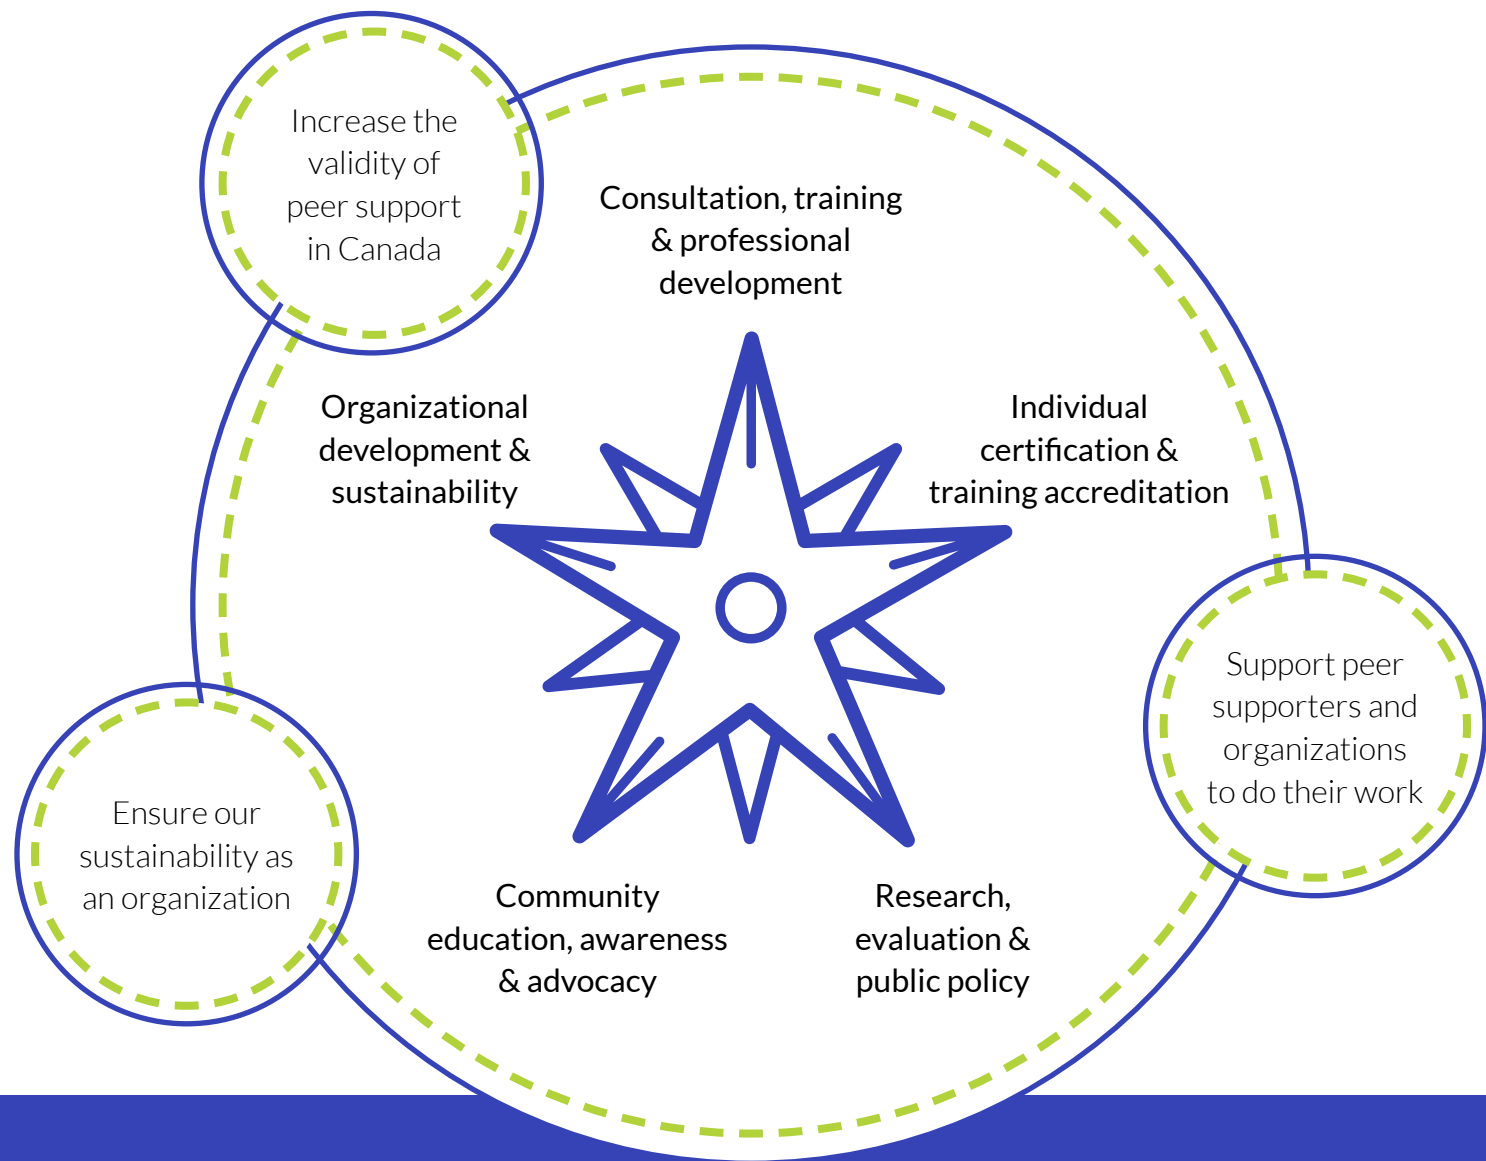 Increase the
validity of
peer support
in Canada
Consultation, training
& professional
development
Organizational
development &
sustainability
Individual
certification &
training accreditation
Support peer
supporters and
organizations
to do their work
Ensure our
sustainability as
an organization
Community
education, awareness
& advocacy
Research,
evaluation &
public policy